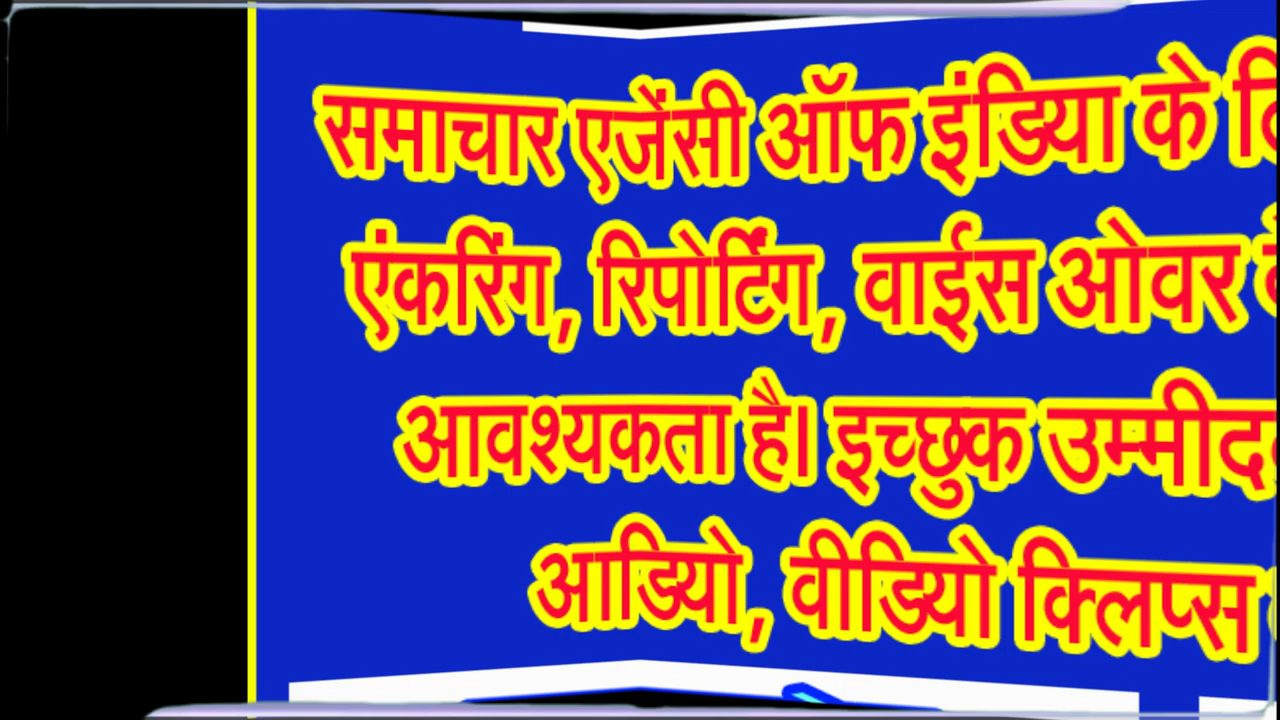 समाचार एजेंसी ऑफ इंडिया के
एंकरिंग, रिपोर्टिंग, वाईस ओवर
आवश्यकता है। इच्छुक
आडियो, वीडियो क्लिप्स